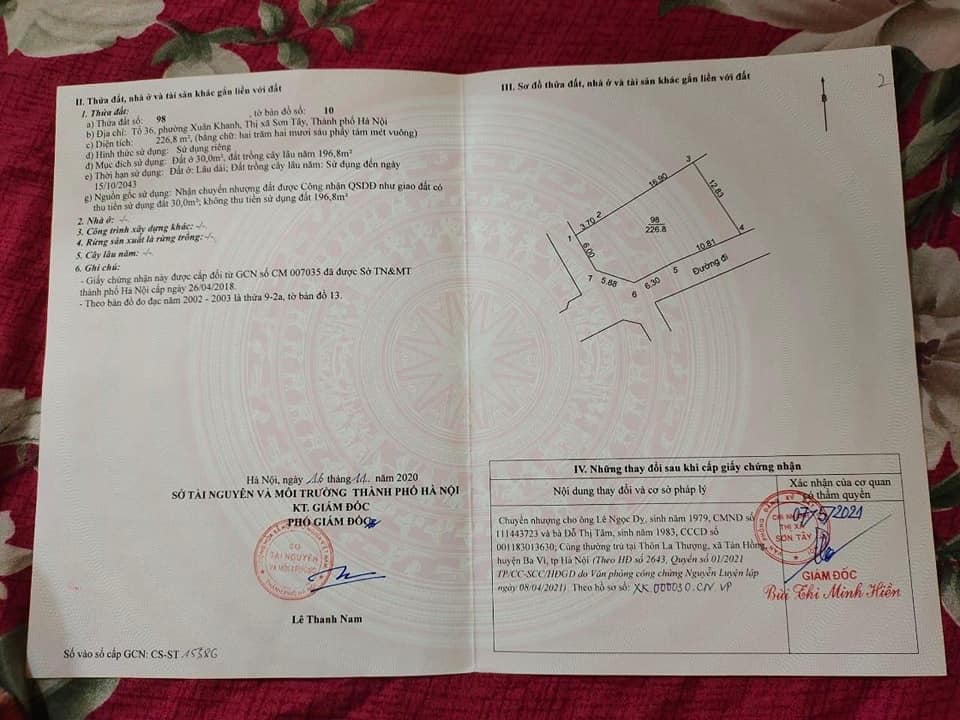 II. Thửa đất, nhà ở và tài sản khác gắn liền với đất
1. Thửa đất:
a) Thửa đất số: 98 , tờ bản đồ số: 10
b) Địa chỉ: Tổ 36, phường Xuân Khanh, Thị xã Sơn Tây, Thành phố Hà Nội
c) Diện tích: 226,8 m², (bằng chữ: hai trăm hai mươi sáu phẩy tám mét vuông)
d) Hình thức sử dụng: Sử dụng riêng
đ) Mục đích sử dụng: Đất ở 30,0m²; đất trồng cây lâu năm 196,8m²
e) Thời hạn sử dụng: Đất ở: Lâu dài; Đất trồng cây lâu năm: Sử dụng đến ngày
15/10/2043
g) Nguồn gốc sử dụng: Nhận chuyển nhượng đất được Công nhận QSDĐ như giao đất có
thu tiền sử dụng đất 30,0m²; không thu tiền sử dụng đất 196,8m²
2. Nhà ở: -/-
3. Công trình xây dựng khác: -/-
4. Rừng sản xuất là rừng trồng: -/-
5. Cây lâu năm: -/-
6. Ghi chú:
- Giấy chứng nhận này được cấp đổi từ GCN số CM 007035 đã được Sở TN&MT
thành phố Hà Nội cấp ngày 26/04/2018.
- Theo bản đồ đo đạc năm 2002 - 2003 là thửa 9-2a, tờ bản đồ 13.
Hà Nội, ngày 16 tháng 11 năm 2020
SỞ TÀI NGUYÊN VÀ MÔI TRƯỜNG THÀNH PHỐ HÀ NỘI
KT. GIÁM ĐỐC
PHÓ GIÁM ĐỐC
SỞ
TÀI NGUYÊN
VÀ MÔI TRƯỜNG
Lê Thanh Nam
Số vào sổ cấp GCN: CS-ST 15386
III. Sơ đồ thửa đất, nhà ở và tài sản khác gắn liền với đất
2
B
3
15.90
12.83
3.70 2
98
226.8
1
4
6.00
10.81
7
5
Đường đi
5.88
6.30
6
IV. Những thay đổi sau khi cấp giấy chứng nhận
Nội dung thay đổi và cơ sở pháp lý
Xác nhận của cơ quan
có thẩm quyền
Chuyển nhượng cho ông Lê Ngọc Dy, sinh năm 1979, CMND số
111443723 và bà Đỗ Thị Tâm, sinh năm 1983, CCCD số
001183013630; Cùng thường trú tại Thôn La Thượng, xã Tản Hồng,
huyện Ba Vì, tp Hà Nội (Theo HĐ số 2643, Quyển số 01/2021
TP/CC-SCC/HĐGD do Văn phòng công chứng Nguyễn Luyện lập
ngày 08/04/2021) Theo hồ sơ số: XK.000030.CN.VP
07/5/2021
CHI NHÁNH
THỊ XÃ
SƠN TÂY
GIÁM ĐỐC
Bùi Thị Minh Hiền